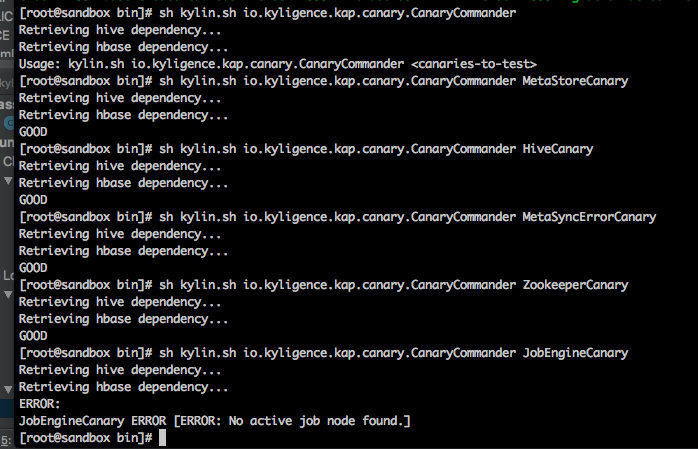 [root@sandbox bin]# sh kylin.sh io.kyligence.kap.canary.CanaryCommander
Retrieving hive dependency...
Retrieving hbase dependency...
Usage: kylin.sh io.kyligence.kap.canary.CanaryCommander <canaries-to-test>
[root@sandbox bin]# sh kylin.sh io.kyligence.kap.canary.CanaryCommander MetaStoreCanary
Retrieving hive dependency...
Retrieving hbase dependency...
GOOD
[root@sandbox bin]# sh kylin.sh io.kyligence.kap.canary.CanaryCommander HiveCanary
Retrieving hive dependency...
Retrieving hbase dependency...
GOOD
[root@sandbox bin]# sh kylin.sh io.kyligence.kap.canary.CanaryCommander MetaSyncErrorCanary
Retrieving hive dependency...
Retrieving hbase dependency...
GOOD
[root@sandbox bin]# sh kylin.sh io.kyligence.kap.canary.CanaryCommander ZookeeperCanary
Retrieving hive dependency...
Retrieving hbase dependency...
GOOD
[root@sandbox bin]# sh kylin.sh io.kyligence.kap.canary.CanaryCommander JobEngineCanary
Retrieving hive dependency...
Retrieving hbase dependency...
ERROR:
JobEngineCanary ERROR [ERROR: No active job node found.]
[root@sandbox bin]#